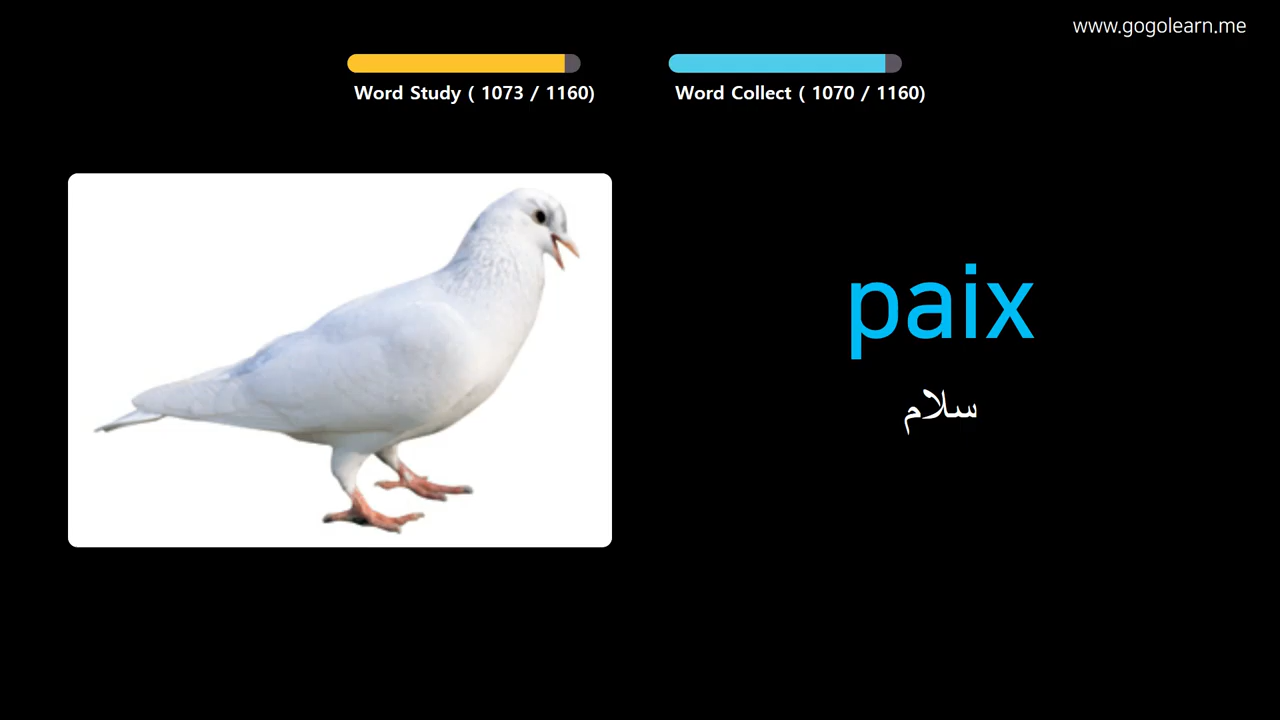 www.gogolearn.me
Word Study ( 1073 / 1160)
Word Collect ( 1070 / 1160)
paix
سلام